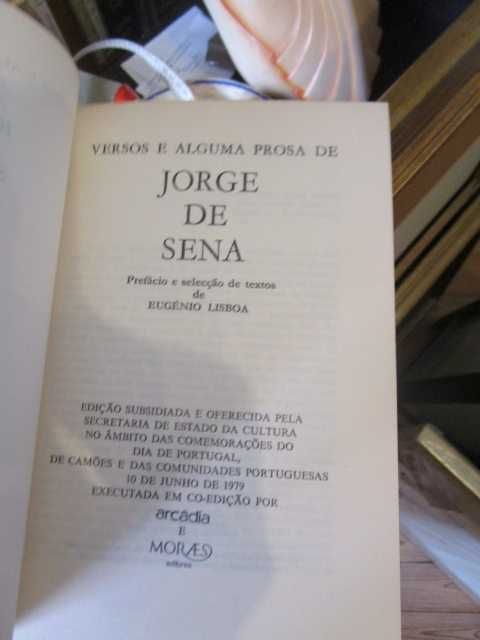 VERSOS E ALGUMA PROSA DE
JORGE
DE
SENA
Prefácio e selecção de textos
de
EUGÉNIO LISBOA
EDIÇÃO SUBSIDIADA E OFERECIDA PELA
SECRETARIA DE ESTADO DA CULTURA
NO ÂMBITO DAS COMEMORAÇÕES DO
DIA DE PORTUGAL,
DE CAMÕES E DAS COMUNIDADES PORTUGUESAS
10 DE JUNHO DE 1979
EXECUTADA EM CO-EDIÇÃO POR
arcádia
E
MORÆS
editores